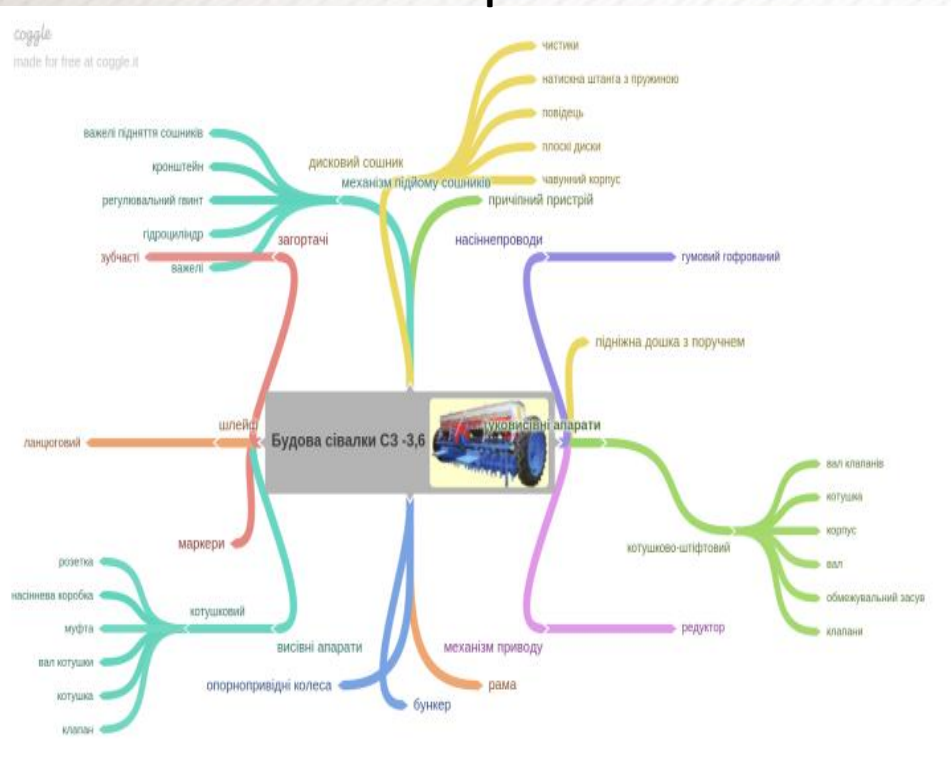 coggle
made for free at coggle.it
чистики
натискна штанга з пружиною
повідець
плоскі диски
чавунний корпус
дисковий сошник
механізм підйому сошників
причіпний пристрій
важелі підняття сошників
кронштейн
регулювальний гвинт
гідроциліндр
важелі
загортачі
зубчасті
насіннепроводи
гумовий гофрований
підніжна дошка з поручнем
шлейф
ланцюговий
Будова сівалки СЗ -3,6
туковисівні апарати
котушково-штіфтовий
вал клапанів
котушка
корпус
вал
обмежувальний засув
клапани
маркери
розетка
насіннева коробка
муфта
вал котушки
котушка
клапан
котушковий
висівні апарати
механізм приводу
редуктор
опорнопривідні колеса
рама
бункер